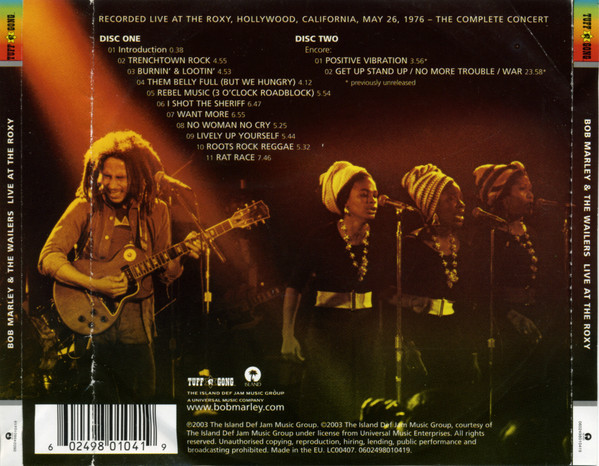 RECORDED LIVE AT THE ROXY, HOLLYWOOD, CALIFORNIA, MAY 26, 1976 – THE COMPLETE CONCERT
DISC ONE
01 Introduction 0.38
02 TRENCHTOWN ROCK 4.55
03 BURNIN' & LOOTIN' 4.53
04 THEM BELLY FULL (BUT WE HUNGRY) 4.12
05 REBEL MUSIC (3 O'CLOCK ROADBLOCK) 5.54
06 I SHOT THE SHERIFF 6.47
07 WANT MORE 6.55
08 NO WOMAN NO CRY 5.25
09 LIVELY UP YOURSELF 5.44
10 ROOTS ROCK REGGAE 5.32
11 RAT RACE 7.46
DISC TWO
Encore:
01 POSITIVE VIBRATION 3.56*
02 GET UP STAND UP / NO MORE TROUBLE / WAR 23.58*
* previously unreleased
TUFF GONG
BOB MARLEY & THE WAILERS LIVE AT THE ROXY
TUFF GONG
BOB MARLEY & THE WAILERS LIVE AT THE ROXY
TUFF GONG
ISLAND
THE ISLAND DEF JAM MUSIC GROUP
A UNIVERSAL MUSIC COMPANY
www.bobmarley.com
6 02498 01041 9
℗2003 The Island Def Jam Music Group. ©2003 The Island Def Jam Music Group, courtesy of
The Island Def Jam Music Group under license from Universal Music Enterprises. All rights
reserved. Unauthorised copying, reproduction, hiring, lending, public performance and
broadcasting prohibited. Made in the EU. LC00407. 0602498010419.